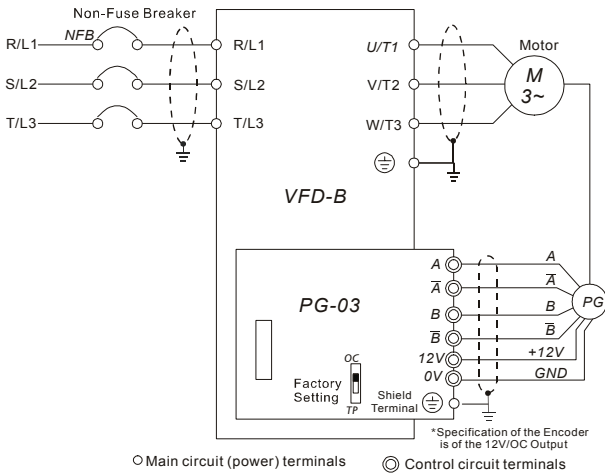 Non-Fuse Breaker
NFB
R/L1
R/L1
U/T1
Motor
S/L2
S/L2
V/T2
M
3~
T/L3
T/L3
W/T3
VFD-B
PG-03
A
A
A̅
A̅
B
B
PG
B̅
B̅
12V
+12V
0V
GND
OC
Factory
Setting
TP
Shield
Terminal
*Specification of the Encoder
is of the 12V/OC Output
Main circuit (power) terminals
Control circuit terminals